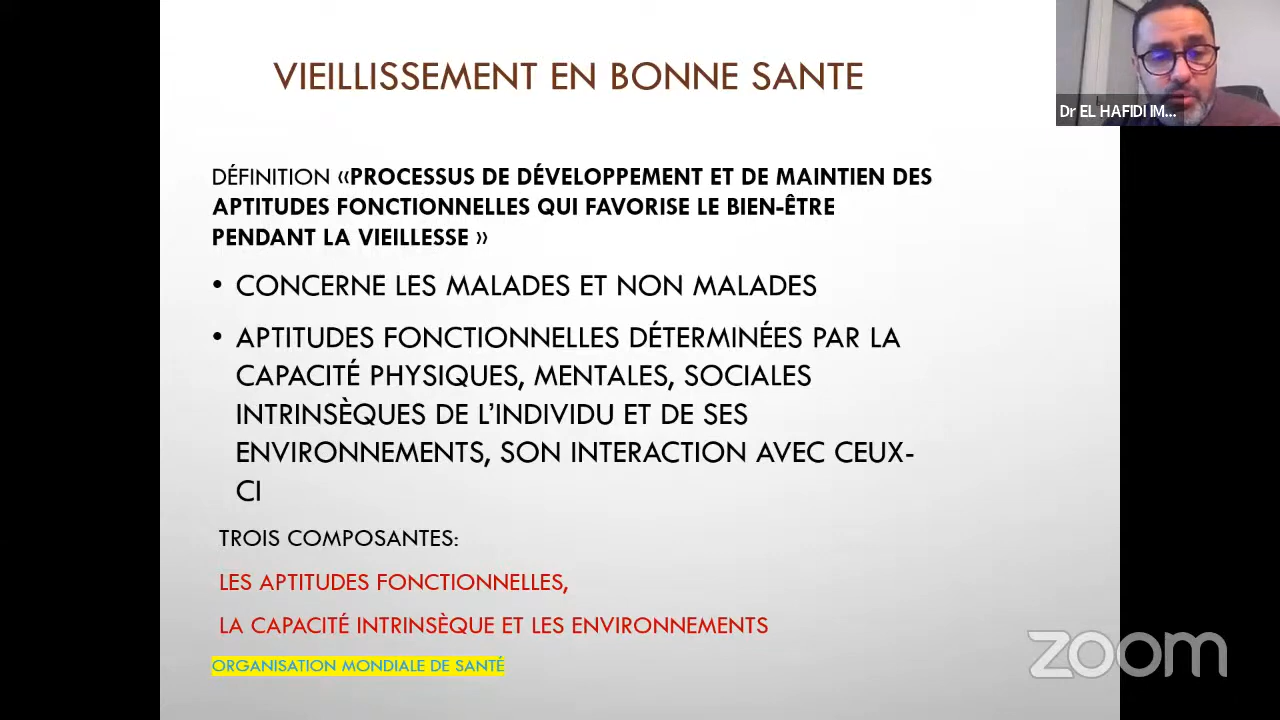 VIEILLISSEMENT EN BONNE SANTE
Dr EL HAFIDI IM...
DÉFINITION «PROCESSUS DE DÉVELOPPEMENT ET DE MAINTIEN DES
APTITUDES FONCTIONNELLES QUI FAVORISE LE BIEN-ÊTRE
PENDANT LA VIEILLESSE »
• CONCERNE LES MALADES ET NON MALADES
• APTITUDES FONCTIONNELLES DÉTERMINÉES PAR LA
CAPACITÉ PHYSIQUES, MENTALES, SOCIALES
INTRINSÈQUES DE L’INDIVIDU ET DE SES
ENVIRONNEMENTS, SON INTERACTION AVEC CEUX-
CI
TROIS COMPOSANTES:
LES APTITUDES FONCTIONNELLES,
LA CAPACITÉ INTRINSÈQUE ET LES ENVIRONNEMENTS
ORGANISATION MONDIALE DE SANTÉ
zoom